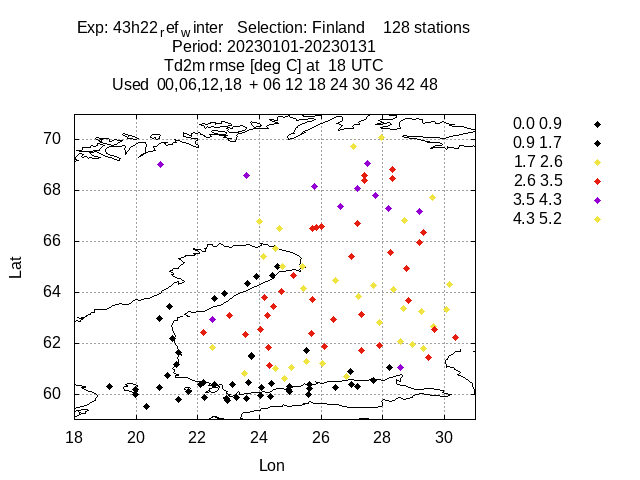 Exp: 43h22refwinter   Selection: Finland    128 stations
Period: 20230101-20230131
Td2m rmse [deg C] at  18 UTC
Used  00,06,12,18  + 06 12 18 24 30 36 42 48
0.0 0.9
0.9 1.7
1.7 2.6
2.6 3.5
3.5 4.3
4.3 5.2
70
68
66
64
62
60
Lat
18 20 22 24 26 28 30
Lon